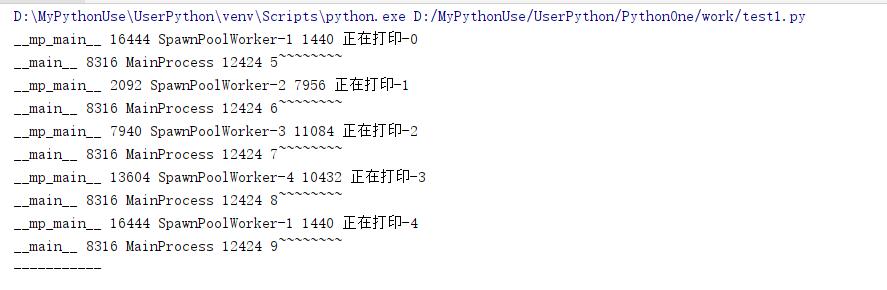 D:\MyPythonUse\UserPython\venv\Scripts\python.exe D:/MyPythonUse/UserPython/PythonOne/work/test1.py
__mp_main__ 16444 SpawnPoolWorker-1 1440 正在打印-0
__main__ 8316 MainProcess 12424 5~~~~~~~~
__mp_main__ 2092 SpawnPoolWorker-2 7956 正在打印-1
__main__ 8316 MainProcess 12424 6~~~~~~~~
__mp_main__ 7940 SpawnPoolWorker-3 11084 正在打印-2
__main__ 8316 MainProcess 12424 7~~~~~~~~
__mp_main__ 13604 SpawnPoolWorker-4 10432 正在打印-3
__main__ 8316 MainProcess 12424 8~~~~~~~~
__mp_main__ 16444 SpawnPoolWorker-1 1440 正在打印-4
__main__ 8316 MainProcess 12424 9~~~~~~~~
-----------